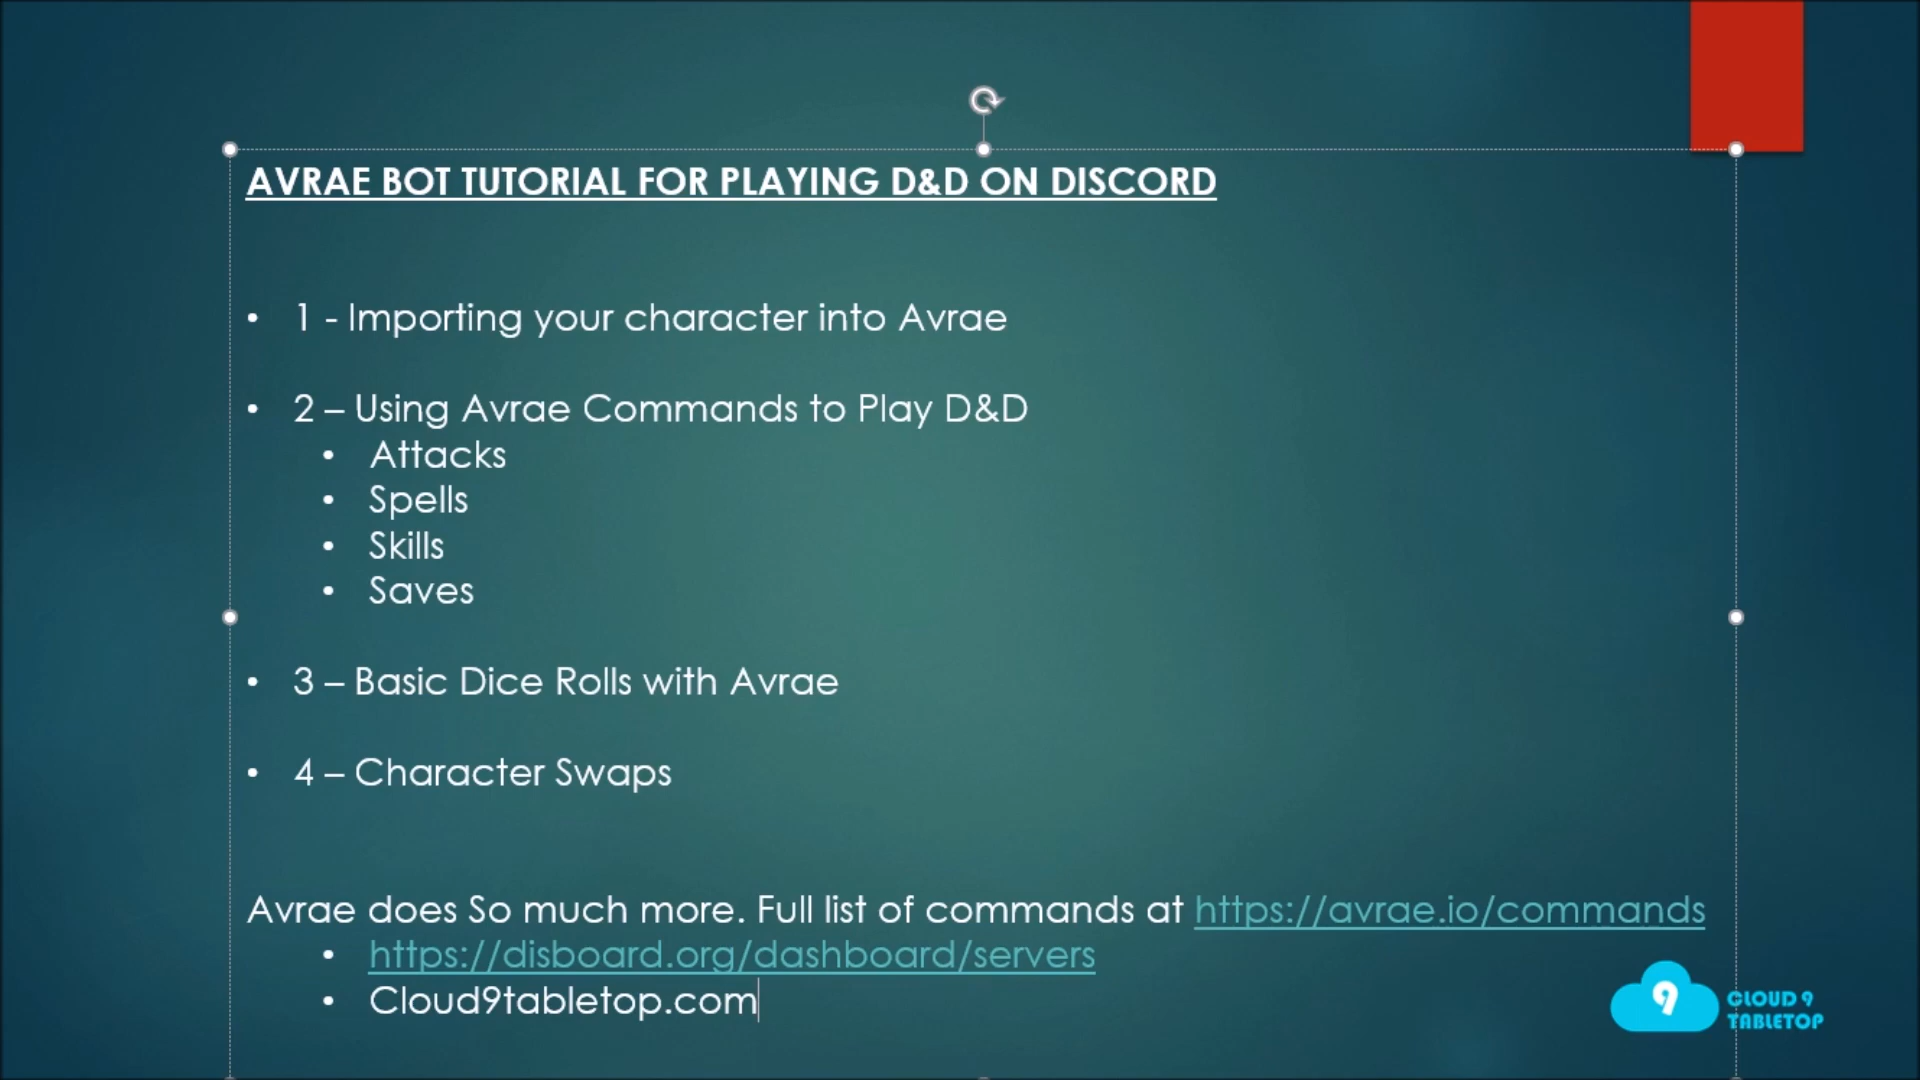 AVRAE BOT TUTORIAL FOR PLAYING D&D ON DISCORD
• 1 - Importing your character into Avrae
• 2 – Using Avrae Commands to Play D&D
• Attacks
• Spells
• Skills
• Saves
• 3 – Basic Dice Rolls with Avrae
• 4 – Character Swaps
Avrae does So much more. Full list of commands at https://avrae.io/commands
• https://disboard.org/dashboard/servers
• Cloud9tabletop.com
9
CLOUD 9
TABLETOP